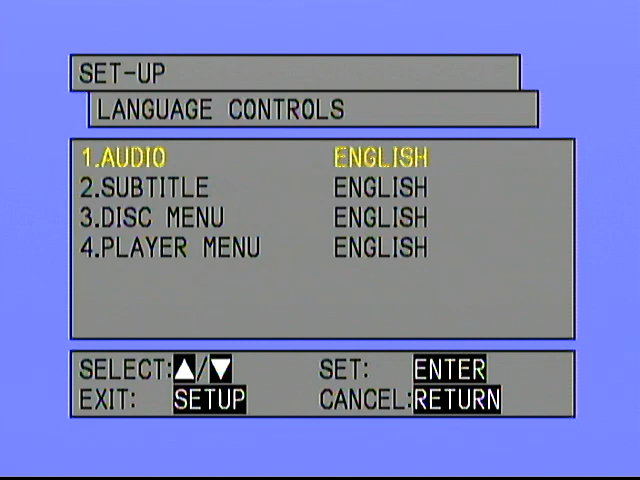 SET-UP
LANGUAGE CONTROLS
1.AUDIO ENGLISH
2.SUBTITLE ENGLISH
3.DISC MENU ENGLISH
4.PLAYER MENU ENGLISH
SELECT:▲/▼ SET: ENTER
EXIT: SETUP CANCEL:RETURN